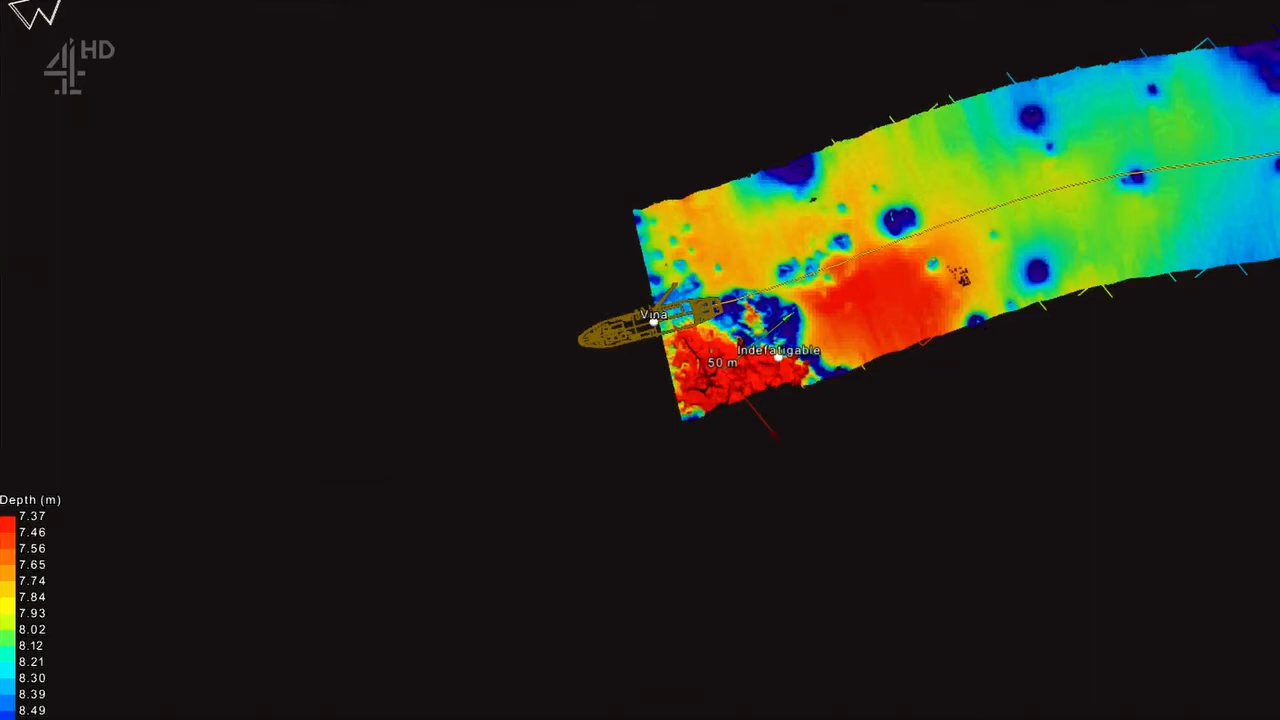 4 HD
Vina
Indefatigable
50 m
Depth (m)
7.37
7.46
7.56
7.65
7.74
7.84
7.93
8.02
8.12
8.21
8.30
8.39
8.49